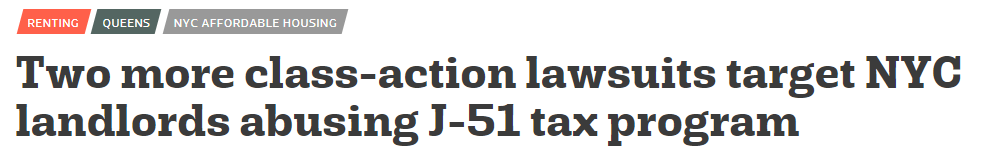 RENTING QUEENS NYC AFFORDABLE HOUSING
Two more class-action lawsuits target NYC
landlords abusing J-51 tax program